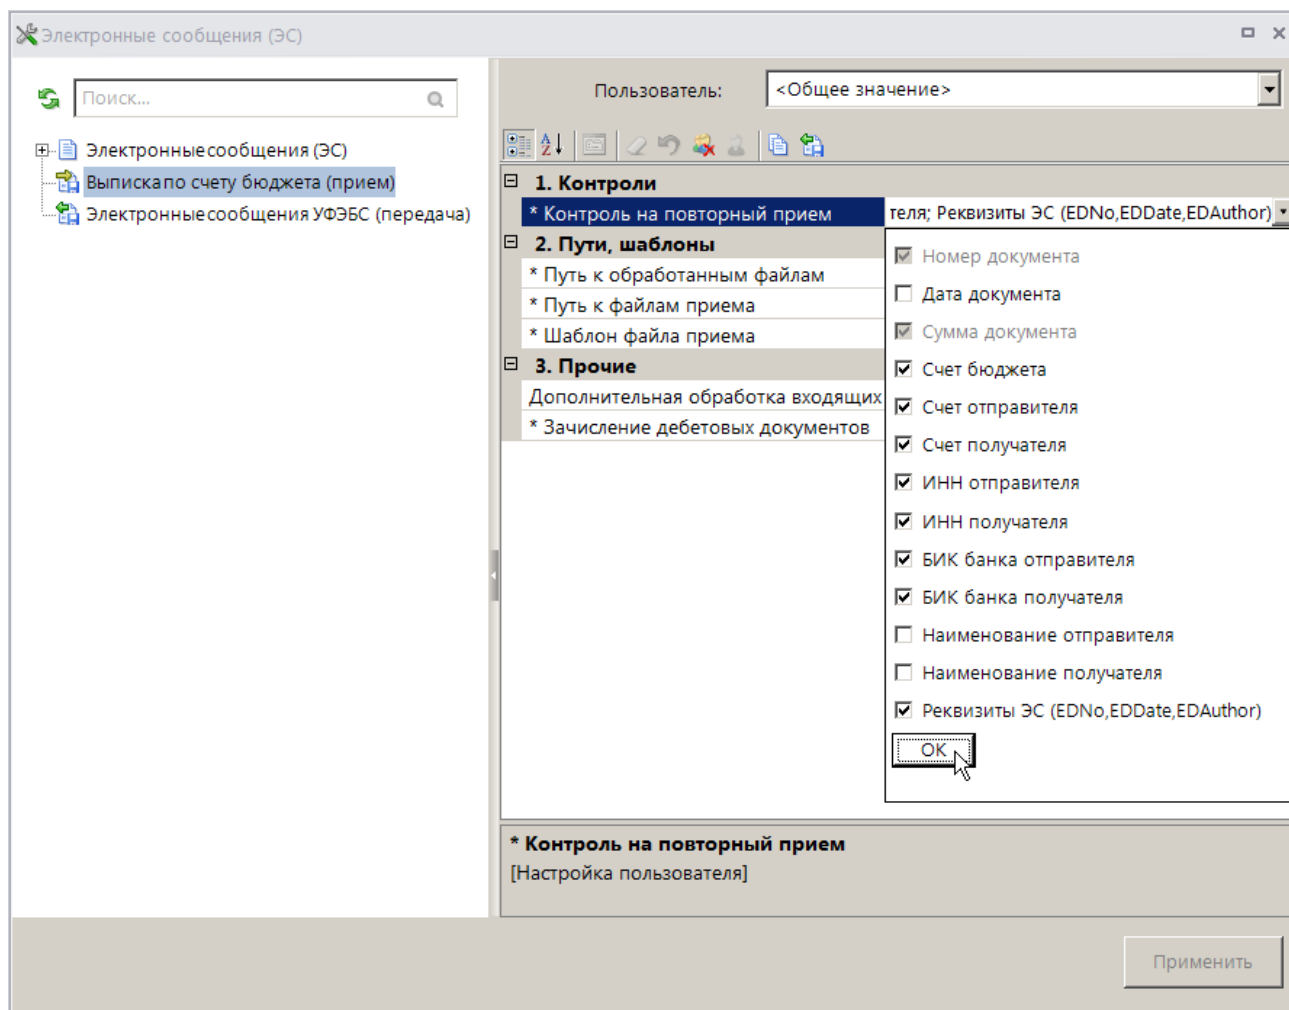 Электронные сообщения (ЭС)
Поиск...
Электронные сообщения (ЭС)
Выписка по счету бюджета (прием)
Электронные сообщения УФЭБС (передача)
Пользователь:
<Общее значение>
1. Контроли
* Контроль на повторный прием
теля; Реквизиты ЭС (EDNo,EDDate,EDAuthor)
2. Пути, шаблоны
* Путь к обработанным файлам
* Путь к файлам приема
* Шаблон файла приема
3. Прочие
Дополнительная обработка входящих
* Зачисление дебетовых документов
Номер документа
Дата документа
Сумма документа
Счет бюджета
Счет отправителя
Счет получателя
ИНН отправителя
ИНН получателя
БИК банка отправителя
БИК банка получателя
Наименование отправителя
Наименование получателя
Реквизиты ЭС (EDNo,EDDate,EDAuthor)
OK
* Контроль на повторный прием
[Настройка пользователя]
Применить